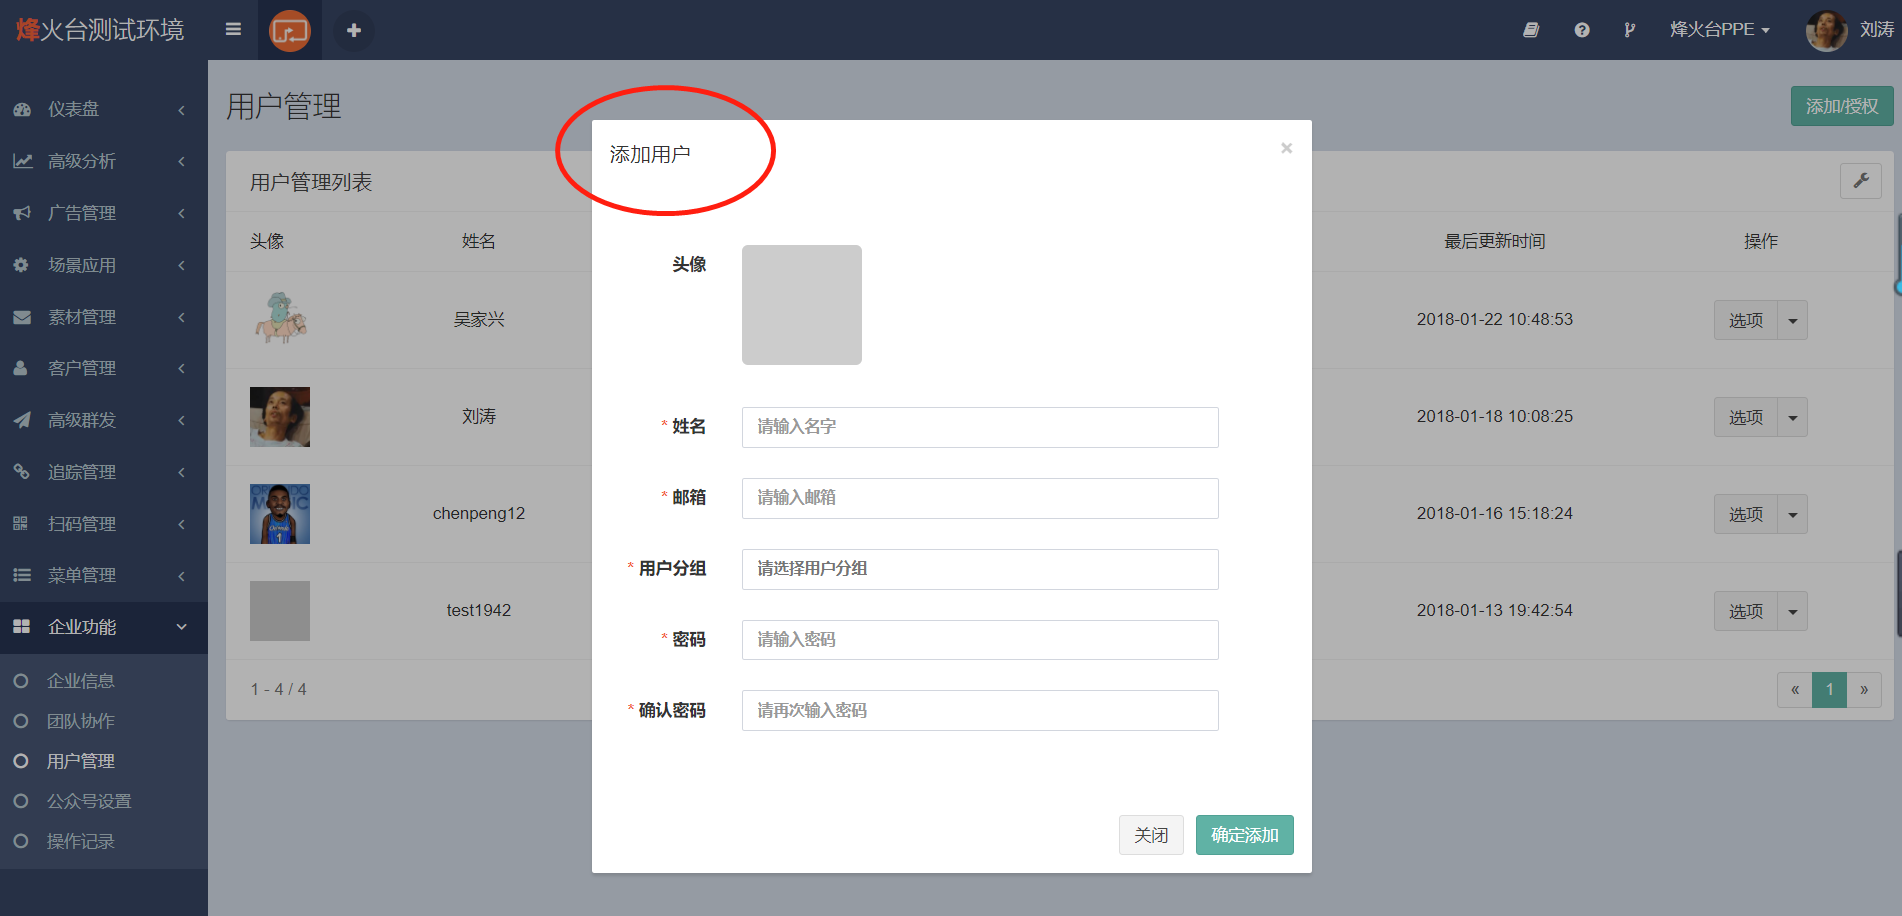 烽火台测试环境
烽火台PPE
刘涛
仪表盘
高级分析
广告管理
场景应用
素材管理
客户管理
高级群发
追踪管理
扫码管理
菜单管理
企业功能
企业信息
团队协作
用户管理
公众号设置
操作记录
用户管理
添加/授权
用户管理列表
头像 姓名 最后更新时间 操作
吴家兴 2018-01-22 10:48:53 选项
刘涛 2018-01-18 10:08:25 选项
chenpeng12 2018-01-16 15:18:24 选项
test1942 2018-01-13 19:42:54 选项
1 - 4 / 4
« 1 »
添加用户 ×
头像
* 姓名 请输入名字
* 邮箱 请输入邮箱
* 用户分组 请选择用户分组
* 密码 请输入密码
* 确认密码 请再次输入密码
关闭 确定添加